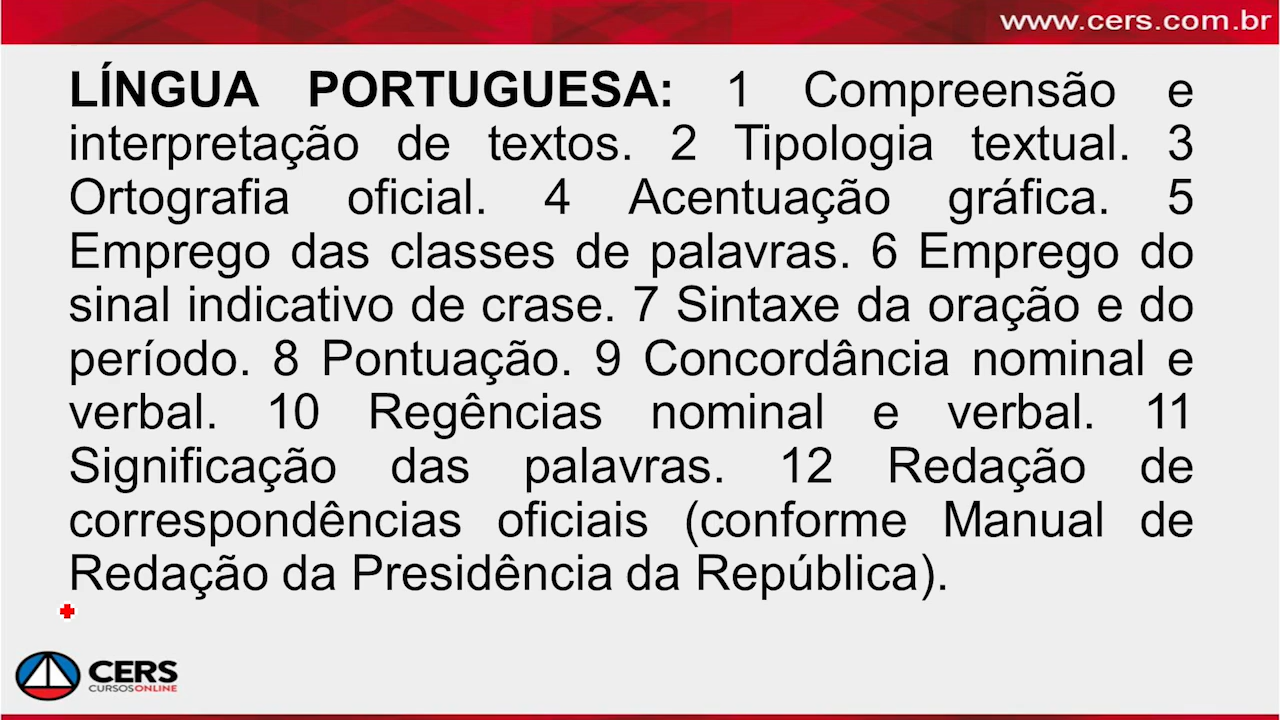 www.cers.com.br
LÍNGUA PORTUGUESA: 1 Compreensão e
interpretação de textos. 2 Tipologia textual. 3
Ortografia oficial. 4 Acentuação gráfica. 5
Emprego das classes de palavras. 6 Emprego do
sinal indicativo de crase. 7 Sintaxe da oração e do
período. 8 Pontuação. 9 Concordância nominal e
verbal. 10 Regências nominal e verbal. 11
Significação das palavras. 12 Redação de
correspondências oficiais (conforme Manual de
Redação da Presidência da República).
CERS
CURSOSONLINE